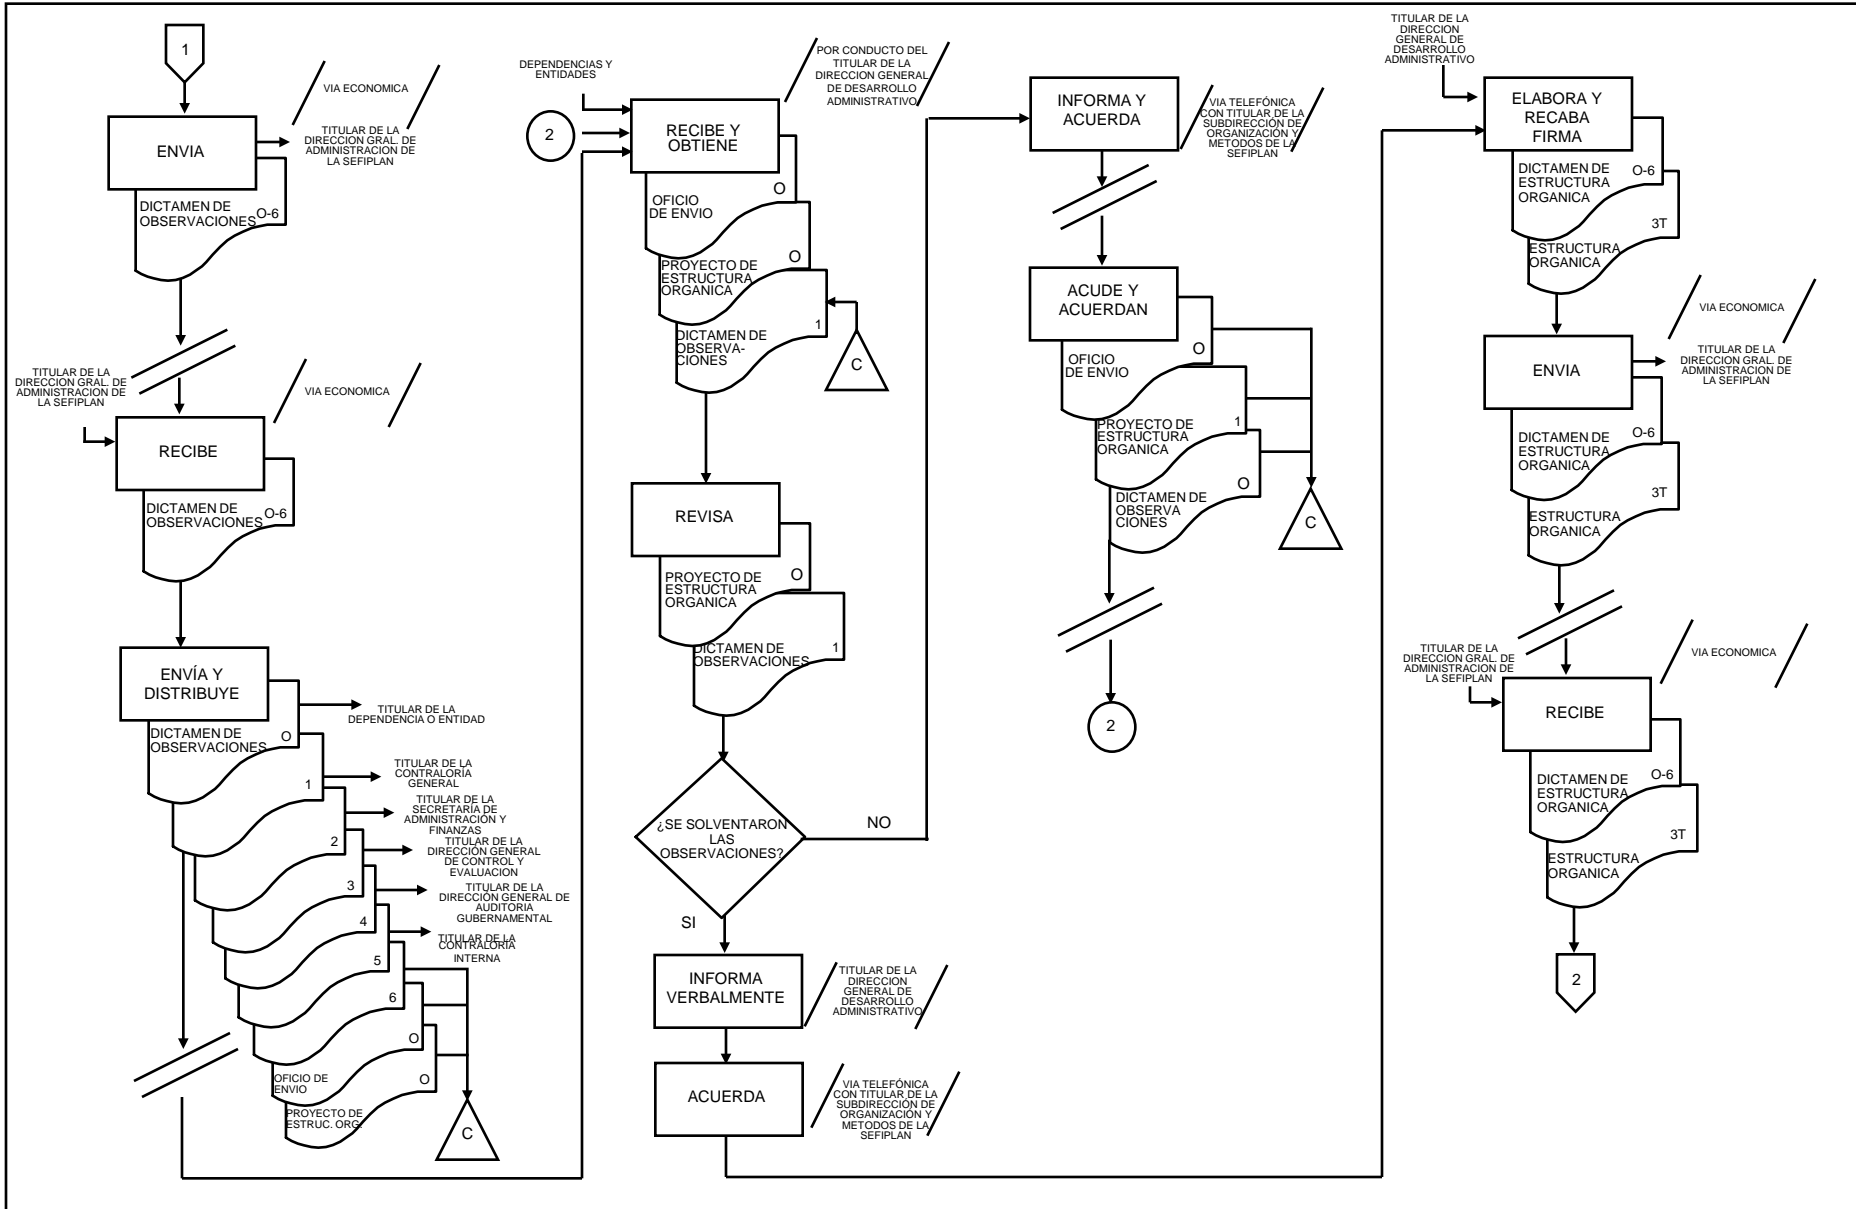 1
VIA ECONOMICA
ENVIA
TITULAR DE LA
DIRECCION GRAL. DE
ADMINISTRACION DE
LA SEFIPLAN
DICTAMEN DE
OBSERVACIONES
O-6
TITULAR DE LA
DIRECCION GRAL. DE
ADMINISTRACION DE
LA SEFIPLAN
VIA ECONOMICA
RECIBE
DICTAMEN DE
OBSERVACIONES
O-6
ENVÍA Y
DISTRIBUYE
DICTAMEN DE
OBSERVACIONES
O
TITULAR DE LA
DEPENDENCIA O ENTIDAD
1
TITULAR DE LA
CONTRALORÍA
GENERAL
2
TITULAR DE LA
SECRETARÍA DE
ADMINISTRACIÓN Y
FINANZAS
3
TITULAR DE LA
DIRECCIÓN GENERAL
DE CONTROL Y
EVALUACION
4
TITULAR DE LA
DIRECCIÓN GENERAL DE
AUDITORIA
GUBERNAMENTAL
5
TITULAR DE LA
CONTRALORÍA
INTERNA
6
O
OFICIO DE
ENVIO
O
PROYECTO DE
ESTRUC. ORG.
C
DEPENDENCIAS Y
ENTIDADES
2
POR CONDUCTO DEL
TITULAR DE LA
DIRECCION GENERAL
DE DESARROLLO
ADMINISTRATIVO
RECIBE Y
OBTIENE
OFICIO
DE ENVIO
O
PROYECTO DE
ESTRUCTURA
ORGANICA
O
DICTAMEN DE
OBSERVA-
CIONES
1
C
REVISA
PROYECTO DE
ESTRUCTURA
ORGANICA
O
DICTAMEN DE
OBSERVACIONES
1
¿SE SOLVENTARON
LAS
OBSERVACIONES?
NO
SI
INFORMA
VERBALMENTE
TITULAR DE LA
DIRECCION
GENERAL DE
DESARROLLO
ADMINISTRATIVO
ACUERDA
VIA TELEFÓNICA
CON TITULAR DE LA
SUBDIRECCIÓN DE
ORGANIZACIÓN Y
METODOS DE LA
SEFIPLAN
INFORMA Y
ACUERDA
VIA TELEFÓNICA
CON TITULAR DE LA
SUBDIRECCIÓN DE
ORGANIZACIÓN Y
METODOS DE LA
SEFIPLAN
ACUDE Y
ACUERDAN
OFICIO
DE ENVIO
O
PROYECTO DE
ESTRUCTURA
ORGANICA
1
DICTAMEN DE
OBSERVA
CIONES
O
C
2
TITULAR DE LA
DIRECCION
GENERAL DE
DESARROLLO
ADMINISTRATIVO
ELABORA Y
RECABA
FIRMA
DICTAMEN DE
ESTRUCTURA
ORGANICA
O-6
ESTRUCTURA
ORGANICA
3T
VIA ECONOMICA
ENVIA
TITULAR DE LA
DIRECCION GRAL. DE
ADMINISTRACION DE
LA SEFIPLAN
DICTAMEN DE
ESTRUCTURA
ORGANICA
O-6
ESTRUCTURA
ORGANICA
3T
TITULAR DE LA
DIRECCION GRAL. DE
ADMINISTRACION DE
LA SEFIPLAN
VIA ECONOMICA
RECIBE
DICTAMEN DE
ESTRUCTURA
ORGANICA
O-6
ESTRUCTURA
ORGANICA
3T
2